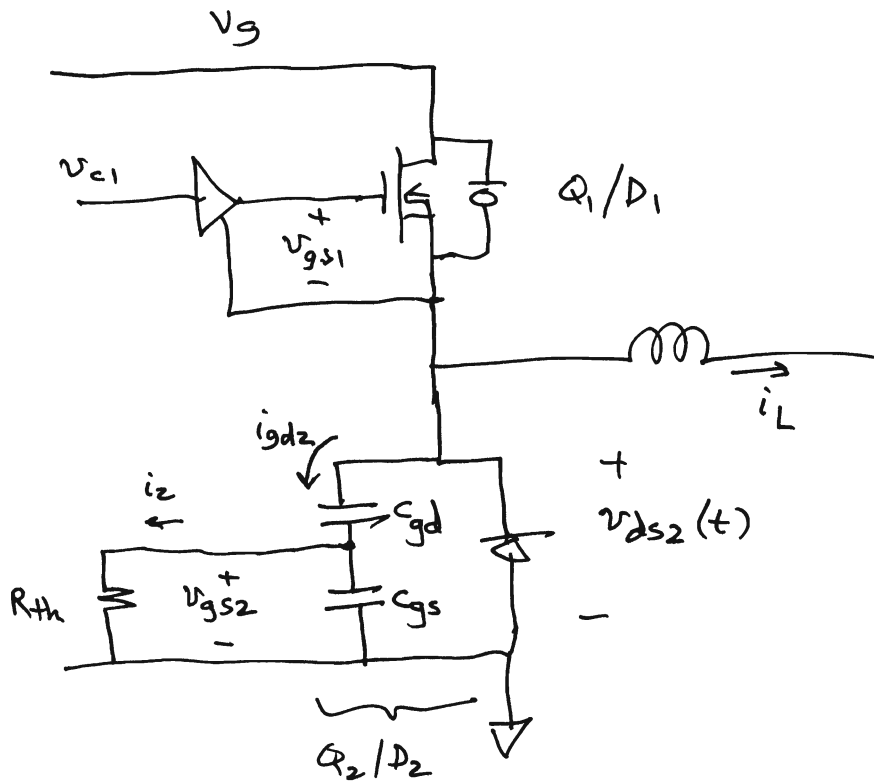 Vg
vc1
Q1/D1
+
vgs1
−
iL
igd2
i2
Cgd
+
vds2(t)
−
Rth
+
vgs2
−
Cgs
Q2/D2